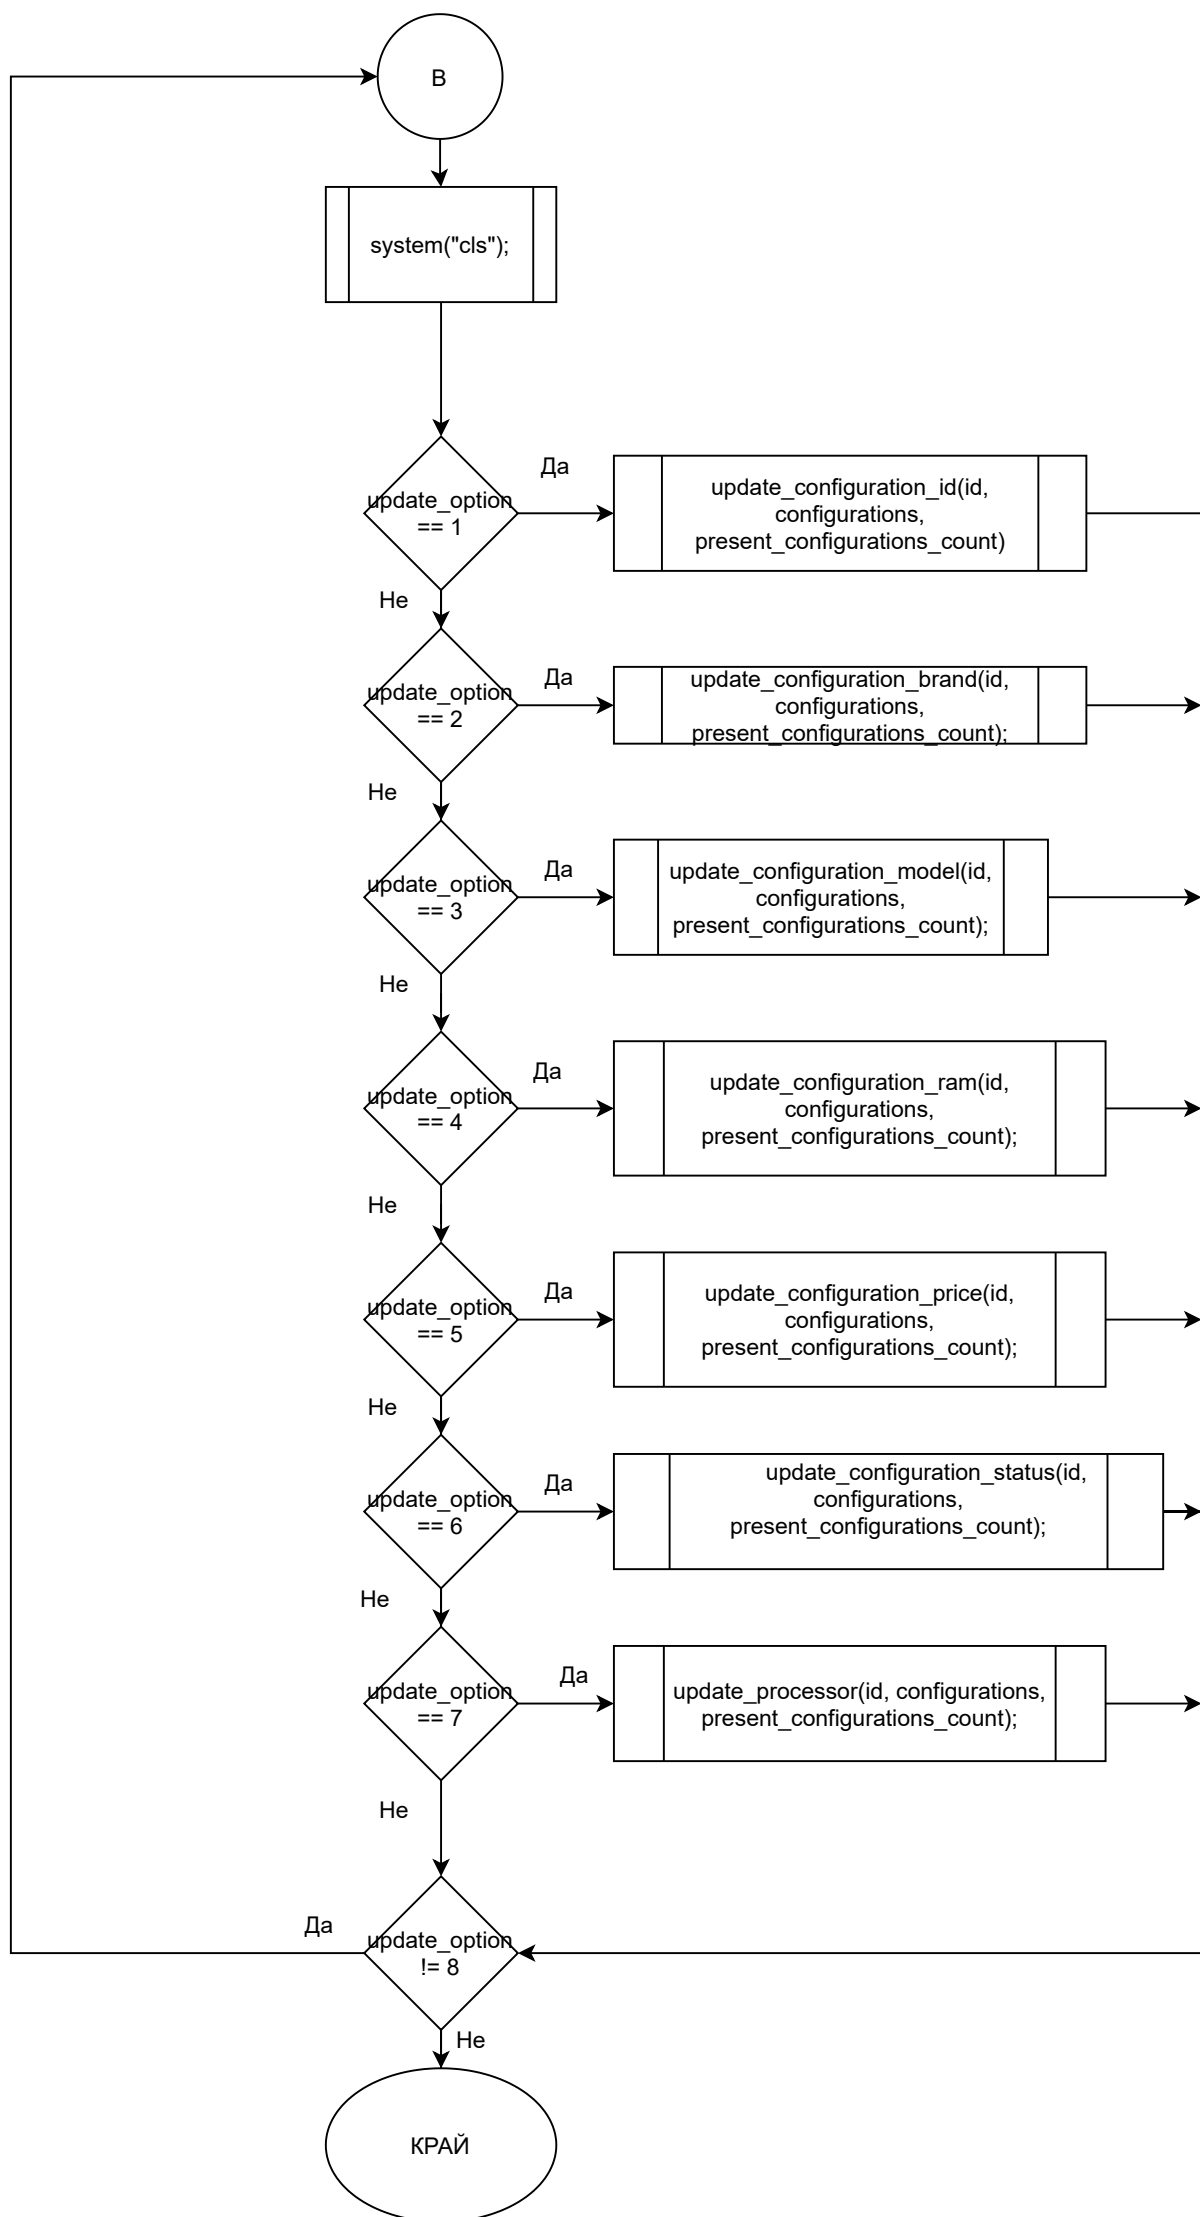 В
system("cls");
Да
update_option
== 1
update_configuration_id(id,
configurations,
present_configurations_count)
Не
Да
update_option
== 2
update_configuration_brand(id,
configurations,
present_configurations_count);
Не
Да
update_option
== 3
update_configuration_model(id,
configurations,
present_configurations_count);
Не
Да
update_option
== 4
update_configuration_ram(id,
configurations,
present_configurations_count);
Не
Да
update_option
== 5
update_configuration_price(id,
configurations,
present_configurations_count);
Не
Да
update_option
== 6
update_configuration_status(id,
configurations,
present_configurations_count);
Не
Да
update_option
== 7
update_processor(id, configurations,
present_configurations_count);
Не
Да
update_option
!= 8
Не
КРАЙ